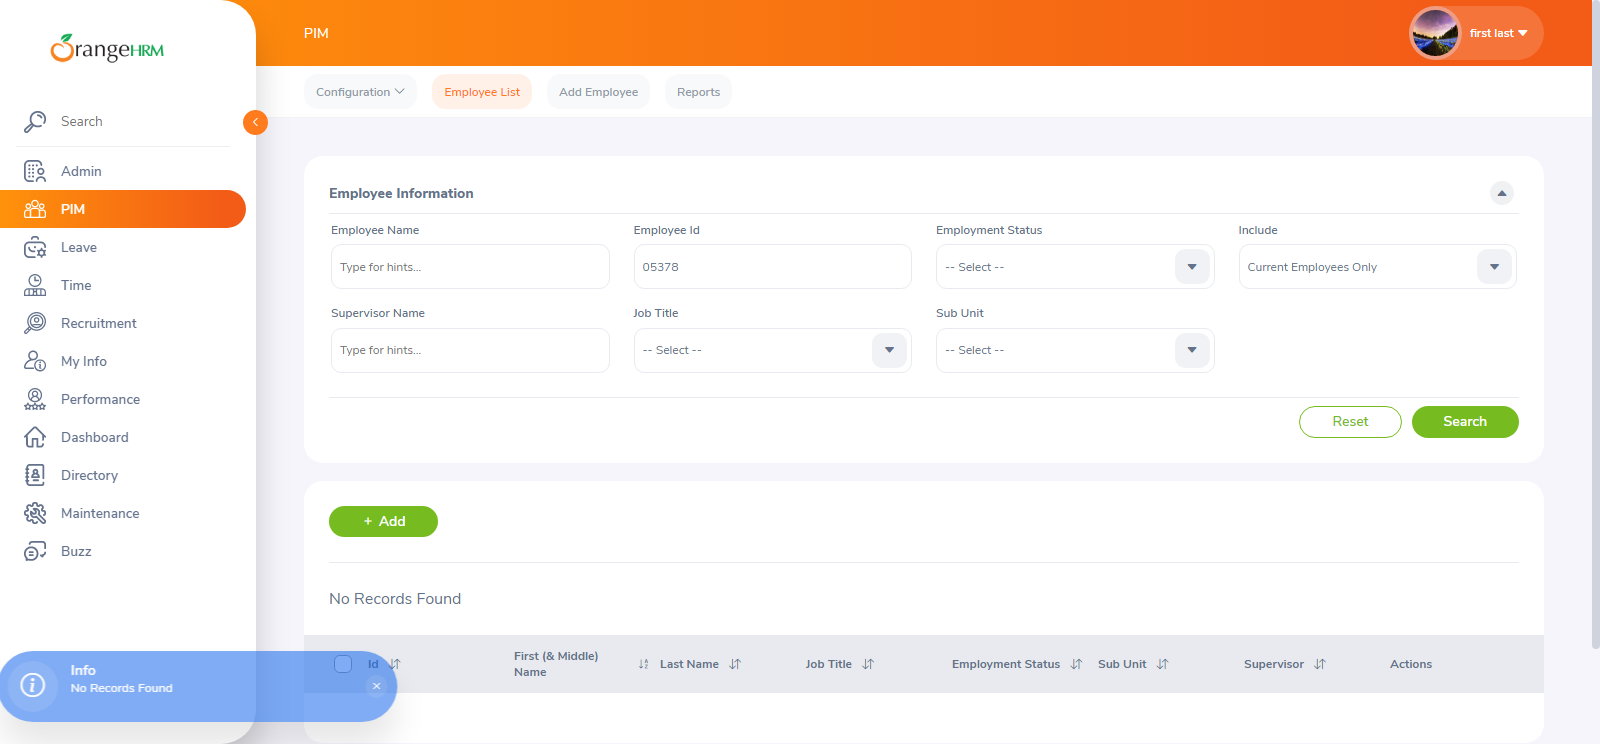 OrangeHRM
PIM
first last
Configuration
Employee List
Add Employee
Reports
Search
Admin
PIM
Leave
Time
Recruitment
My Info
Performance
Dashboard
Directory
Maintenance
Buzz
Employee Information
Employee Name
Employee Id
Employment Status
Include
Type for hints...
05378
-- Select --
Current Employees Only
Supervisor Name
Job Title
Sub Unit
Type for hints...
-- Select --
-- Select --
Reset
Search
+ Add
No Records Found
Id
First (& Middle)
Name
Last Name
Job Title
Employment Status
Sub Unit
Supervisor
Actions
Info
No Records Found